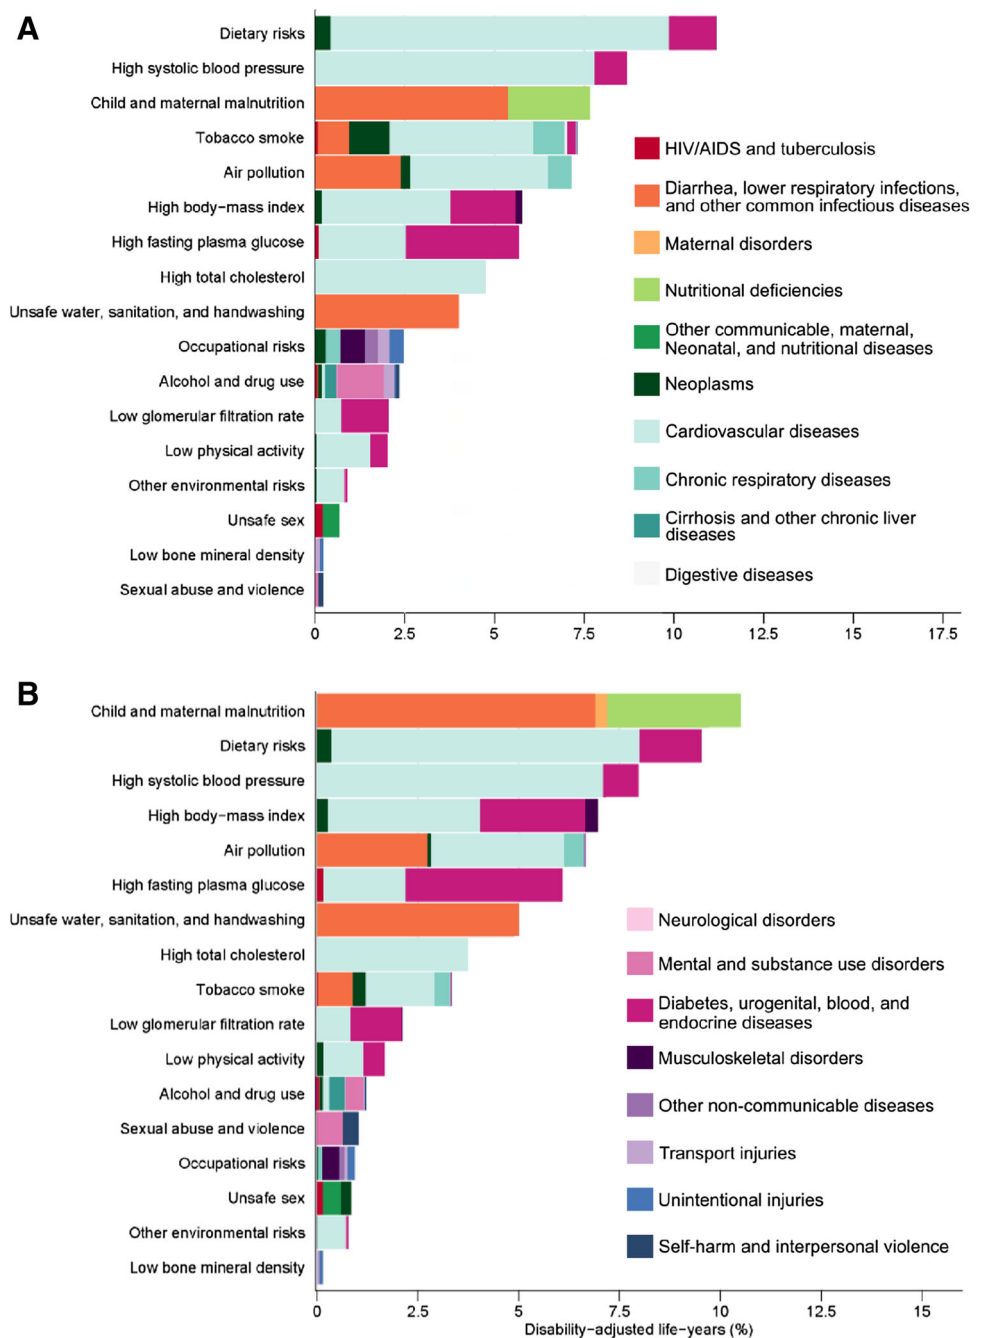 A
Dietary risks
High systolic blood pressure
Child and maternal malnutrition
Tobacco smoke
Air pollution
High body−mass index
High fasting plasma glucose
High total cholesterol
Unsafe water, sanitation, and handwashing
Occupational risks
Alcohol and drug use
Low glomerular filtration rate
Low physical activity
Other environmental risks
Unsafe sex
Low bone mineral density
Sexual abuse and violence
HIV/AIDS and tuberculosis
Diarrhea, lower respiratory infections,
and other common infectious diseases
Maternal disorders
Nutritional deficiencies
Other communicable, maternal,
Neonatal, and nutritional diseases
Neoplasms
Cardiovascular diseases
Chronic respiratory diseases
Cirrhosis and other chronic liver
diseases
Digestive diseases
0 2.5 5 7.5 10 12.5 15 17.5
B
Child and maternal malnutrition
Dietary risks
High systolic blood pressure
High body−mass index
Air pollution
High fasting plasma glucose
Unsafe water, sanitation, and handwashing
High total cholesterol
Tobacco smoke
Low glomerular filtration rate
Low physical activity
Alcohol and drug use
Sexual abuse and violence
Occupational risks
Unsafe sex
Other environmental risks
Low bone mineral density
Neurological disorders
Mental and substance use disorders
Diabetes, urogenital, blood, and
endocrine diseases
Musculoskeletal disorders
Other non-communicable diseases
Transport injuries
Unintentional injuries
Self-harm and interpersonal violence
0 2.5 5 7.5 10 12.5 15
Disability−adjusted life−years (%)